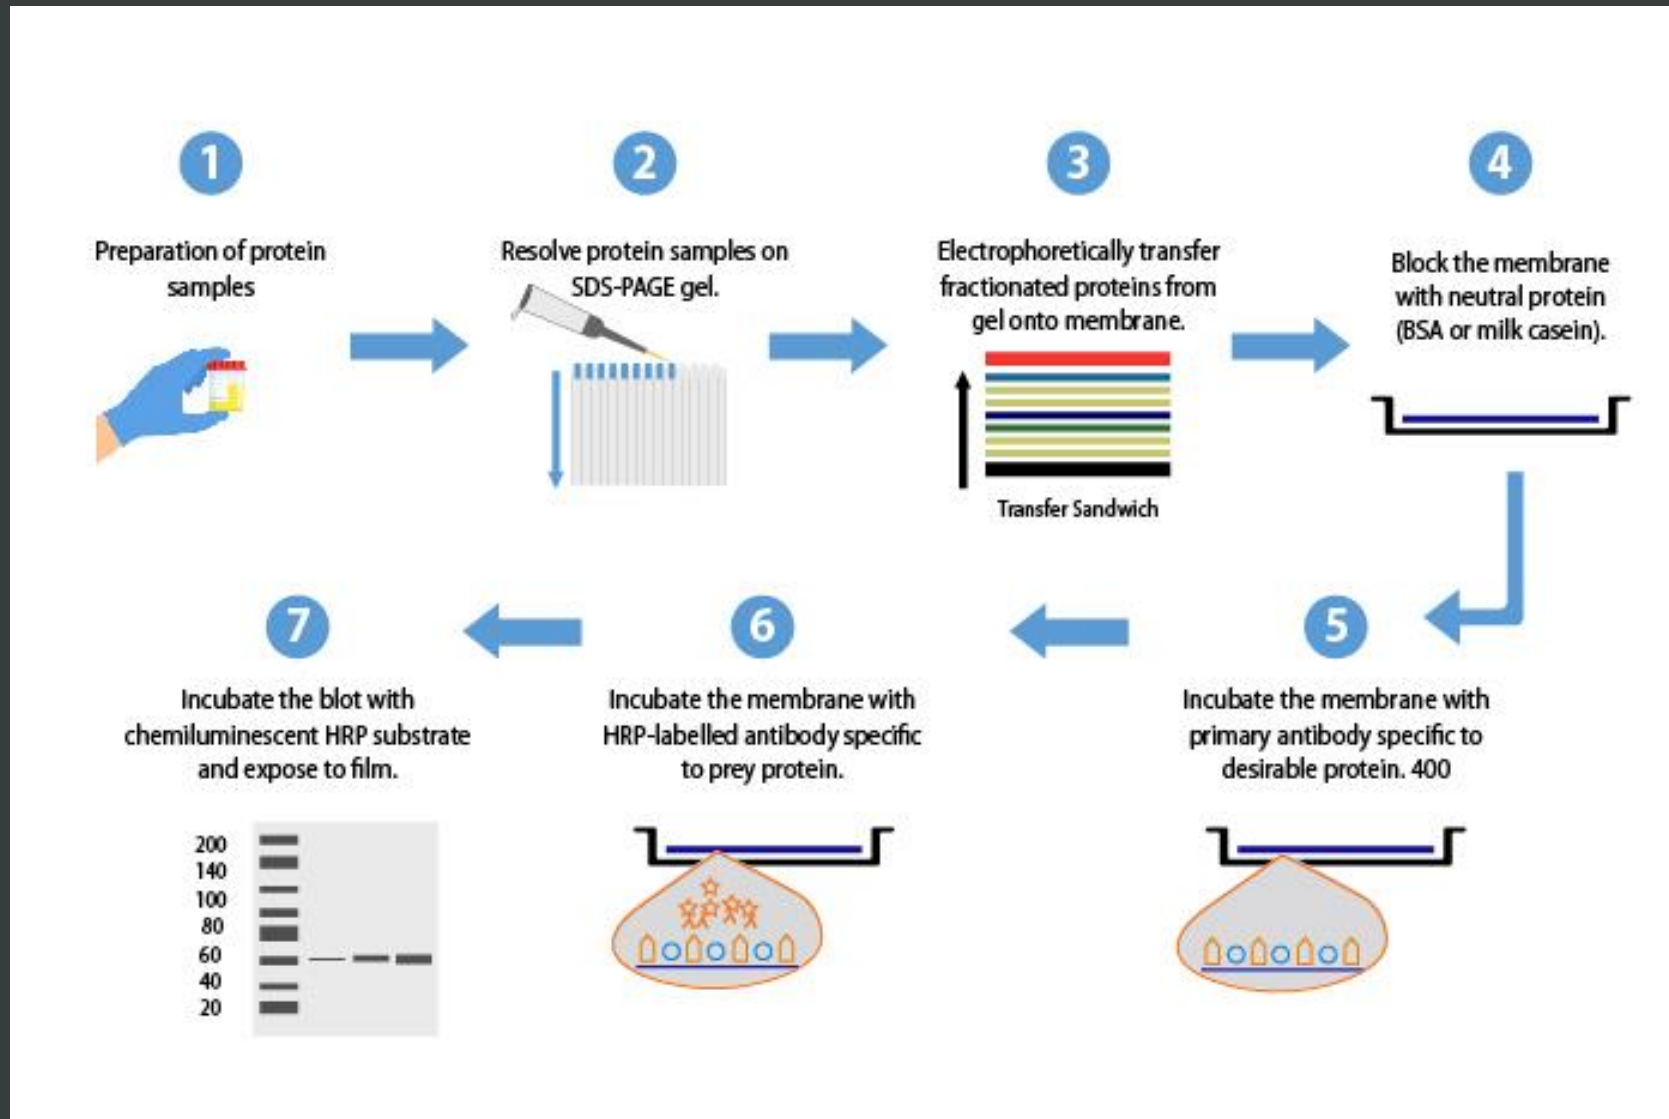 1
Preparation of protein
samples
2
Resolve protein samples on
SDS-PAGE gel.
3
Electrophoretically transfer
fractionated proteins from
gel onto membrane.
Transfer Sandwich
4
Block the membrane
with neutral protein
(BSA or milk casein).
5
Incubate the membrane with
primary antibody specific to
desirable protein. 400
6
Incubate the membrane with
HRP-labelled antibody specific
to prey protein.
7
Incubate the blot with
chemiluminescent HRP substrate
and expose to film.
200
140
100
80
60
40
20